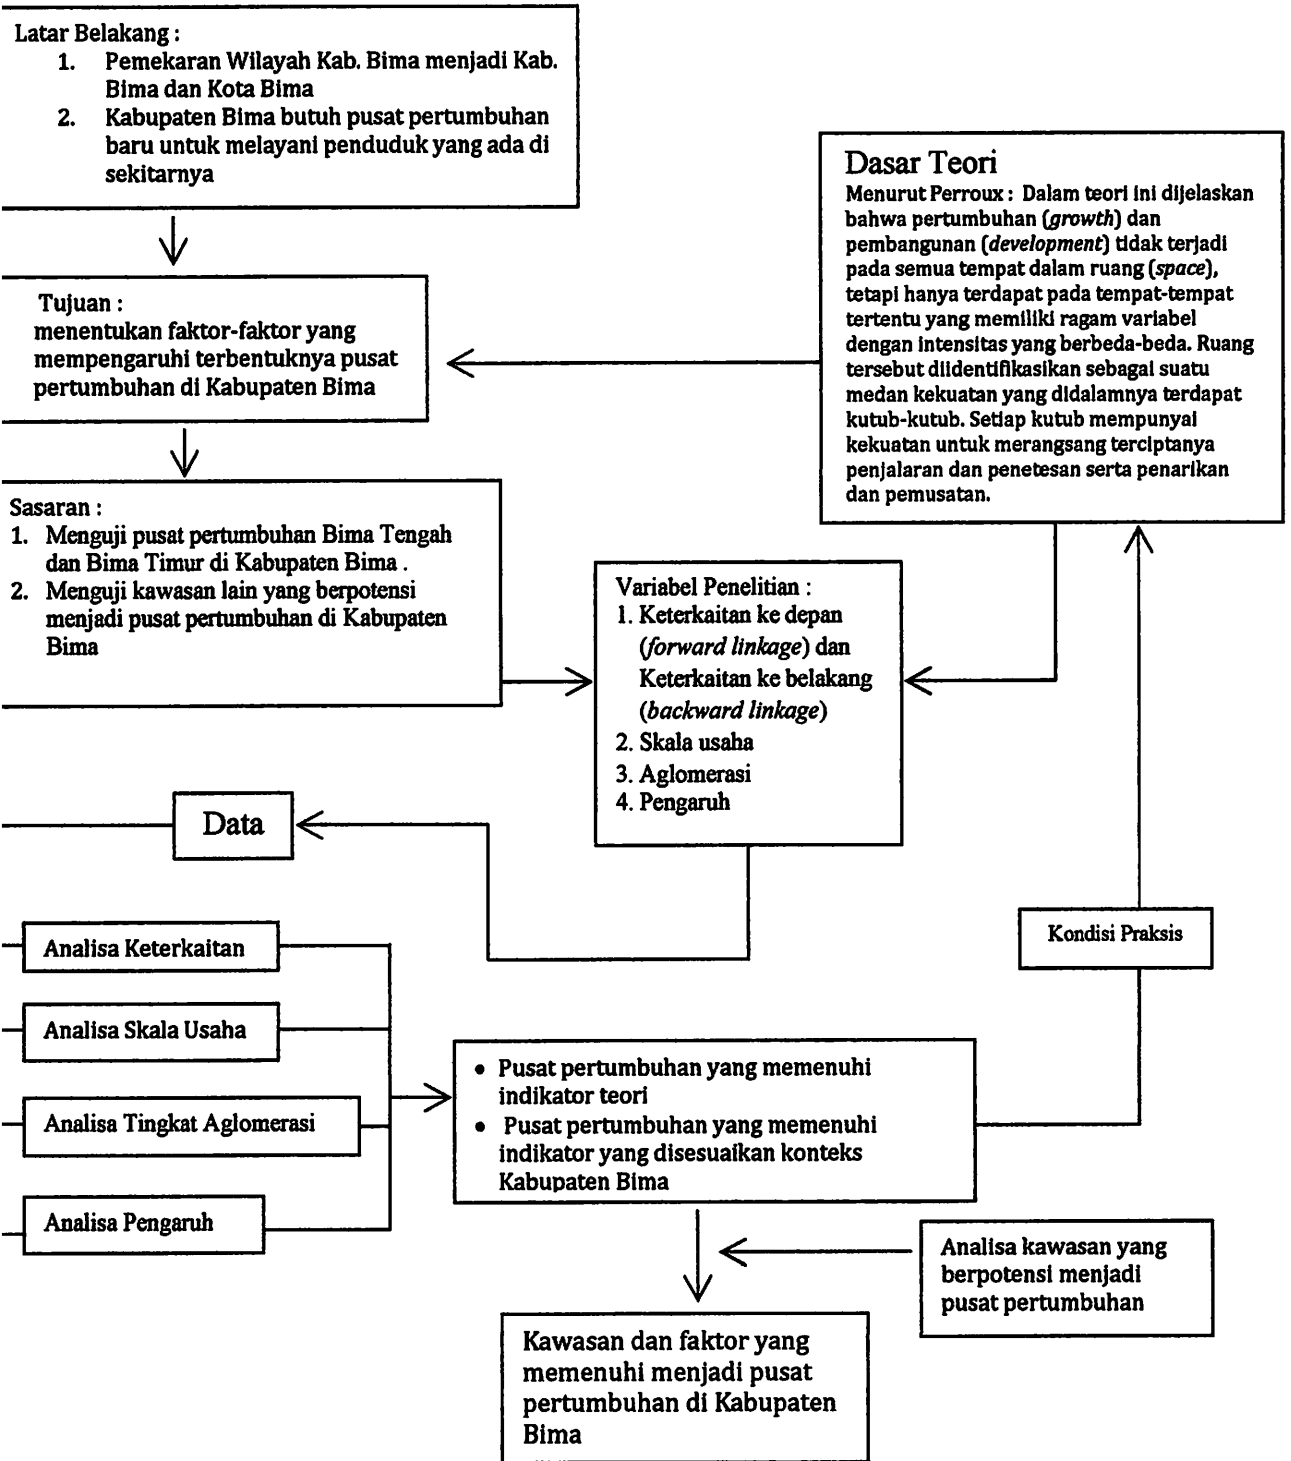 Latar Belakang :
1. Pemekaran Wilayah Kab. Bima menjadi Kab.
Bima dan Kota Bima
2. Kabupaten Bima butuh pusat pertumbuhan
baru untuk melayani penduduk yang ada di
sekitarnya
Dasar Teori
Menurut Perroux : Dalam teori ini dijelaskan
bahwa pertumbuhan (growth) dan
pembangunan (development) tidak terjadi
pada semua tempat dalam ruang (space),
tetapi hanya terdapat pada tempat-tempat
tertentu yang memiliki ragam variabel
dengan intensitas yang berbeda-beda. Ruang
tersebut diidentifikasikan sebagai suatu
medan kekuatan yang didalamnya terdapat
kutub-kutub. Setiap kutub mempunyai
kekuatan untuk merangsang terciptanya
penjalaran dan penetesan serta penarikan
dan pemusatan.
Tujuan :
menentukan faktor-faktor yang
mempengaruhi terbentuknya pusat
pertumbuhan di Kabupaten Bima
Sasaran :
1. Menguji pusat pertumbuhan Bima Tengah
dan Bima Timur di Kabupaten Bima .
2. Menguji kawasan lain yang berpotensi
menjadi pusat pertumbuhan di Kabupaten
Bima
Variabel Penelitian :
1. Keterkaitan ke depan
(forward linkage) dan
Keterkaitan ke belakang
(backward linkage)
2. Skala usaha
3. Aglomerasi
4. Pengaruh
Data
Kondisi Praksis
Analisa Keterkaitan
Analisa Skala Usaha
Analisa Tingkat Aglomerasi
Analisa Pengaruh
• Pusat pertumbuhan yang memenuhi
indikator teori
• Pusat pertumbuhan yang memenuhi
indikator yang disesuaikan konteks
Kabupaten Bima
Analisa kawasan yang
berpotensi menjadi
pusat pertumbuhan
Kawasan dan faktor yang
memenuhi menjadi pusat
pertumbuhan di Kabupaten
Bima